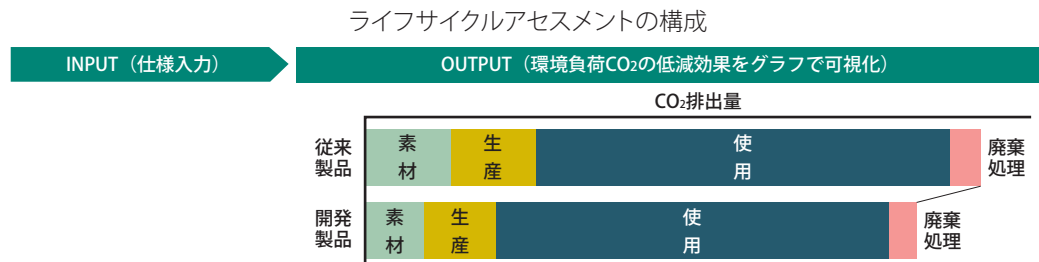 ライフサイクルアセスメントの構成
INPUT（仕様入力）
OUTPUT（環境負荷CO₂の低減効果をグラフで可視化）
CO₂排出量
従来
製品
素
材
生
産
使
用
廃棄
処理
開発
製品
素
材
生
産
使
用
廃棄
処理